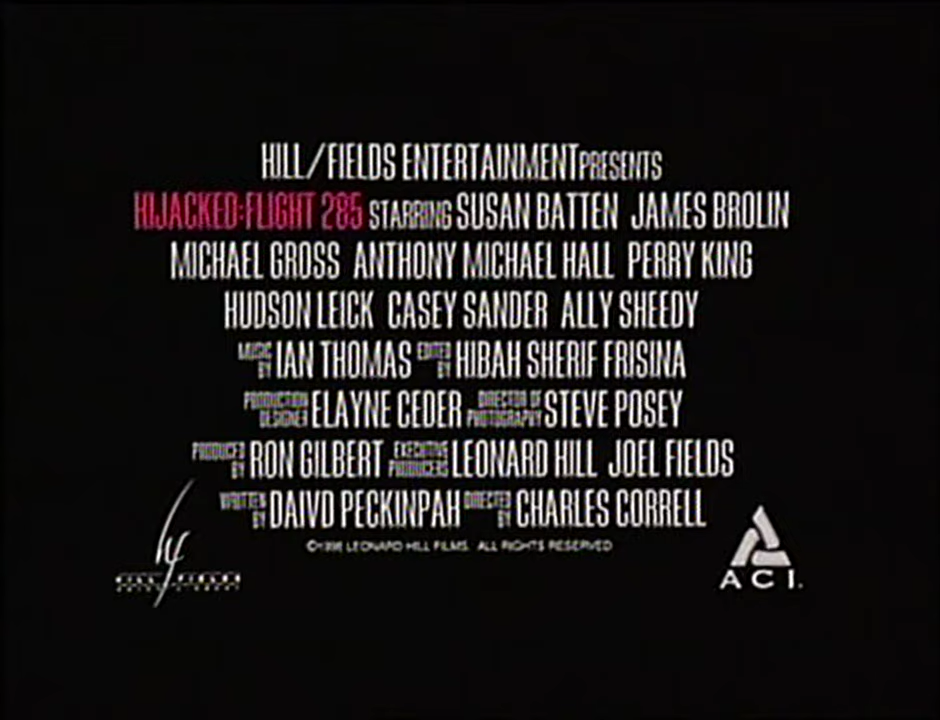 HILL/FIELDS ENTERTAINMENT PRESENTS
HIJACKED: FLIGHT 285 STARRING SUSAN BATTEN JAMES BROLIN
MICHAEL GROSS ANTHONY MICHAEL HALL PERRY KING
HUDSON LEICK CASEY SANDER ALLY SHEEDY
MUSIC BY IAN THOMAS EDITED BY HIBAH SHERIF FRISINA
PRODUCTION DESIGNER ELAYNE CEDER DIRECTOR OF PHOTOGRAPHY STEVE POSEY
PRODUCED BY RON GILBERT EXECUTIVE PRODUCERS LEONARD HILL JOEL FIELDS
WRITTEN BY DAIVD PECKINPAH DIRECTED BY CHARLES CORRELL
LEONARD HILL FILMS. ALL RIGHTS RESERVED
hf
HILL FIELDS
ACI.